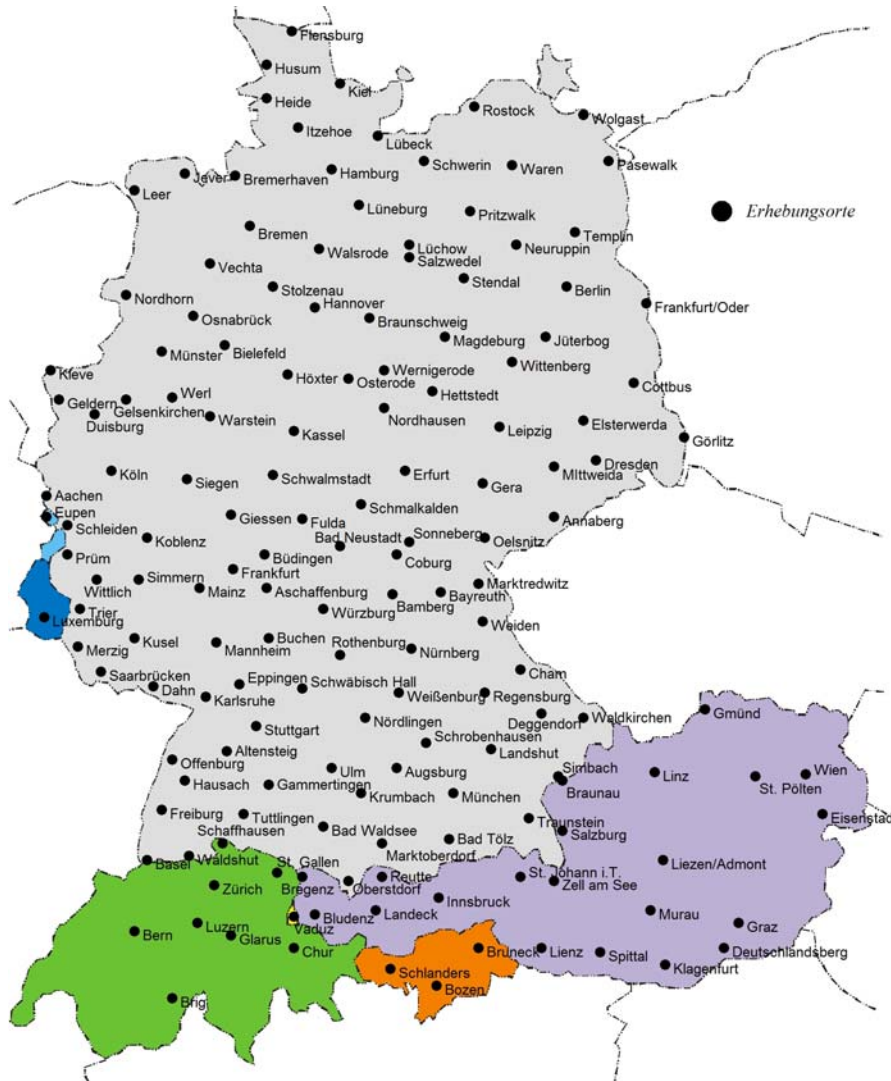 Flensburg
Husum
Kiel
Heide
Rostock
Wolgast
Itzehoe
Lübeck
Schwerin
Waren
Pasewalk
Jever
Bremerhaven
Hamburg
Leer
Lüneburg
Pritzwalk
Erhebungsorte
Bremen
Templin
Walsrode
Lüchow
Neuruppin
Salzwedel
Vechta
Stendal
Stolzenau
Berlin
Nordhorn
Hannover
Frankfurt/Oder
Osnabrück
Braunschweig
Magdeburg
Jüterbog
Münster
Bielefeld
Wittenberg
Kleve
Höxter
Osterode
Wernigerode
Cottbus
Hettstedt
Geldern
Gelsenkirchen
Werl
Duisburg
Warstein
Nordhausen
Kassel
Leipzig
Elsterwerda
Görlitz
Köln
Siegen
Schwalmstadt
Erfurt
Gera
MIttweida
Dresden
Aachen
Eupen
Schleiden
Giessen
Fulda
Schmalkalden
Annaberg
Koblenz
Bad Neustadt
Sonneberg
Oelsnitz
Prüm
Büdingen
Coburg
Wittlich
Simmern
Frankfurt
Mainz
Aschaffenburg
Marktredwitz
Bamberg
Bayreuth
Trier
Luxemburg
Würzburg
Weiden
Merzig
Kusel
Mannheim
Buchen
Rothenburg
Nürnberg
Saarbrücken
Dahn
Karlsruhe
Eppingen
Schwäbisch Hall
Weißenburg
Regensburg
Cham
Stuttgart
Nördlingen
Deggendorf
Waldkirchen
Gmünd
Schrobenhausen
Altensteig
Landshut
Offenburg
Hausach
Gammertingen
Ulm
Augsburg
Simbach
Braunau
Linz
St. Pölten
Wien
Krumbach
München
Freiburg
Tuttlingen
Bad Waldsee
Traunstein
Eisenstad
Schaffhausen
Marktoberdorf
Bad Tölz
Salzburg
Basel
Waldshut
St. Gallen
Liezen/Admont
Zürich
Bregenz
Oberstdorf
Reutte
St. Johann i.T.
Zell am See
Innsbruck
Bern
Luzern
Glarus
Vaduz
Bludenz
Landeck
Murau
Graz
Chur
Bruneck
Lienz
Spittal
Deutschlandsberg
Klagenfurt
Schlanders
Bozen
Brig